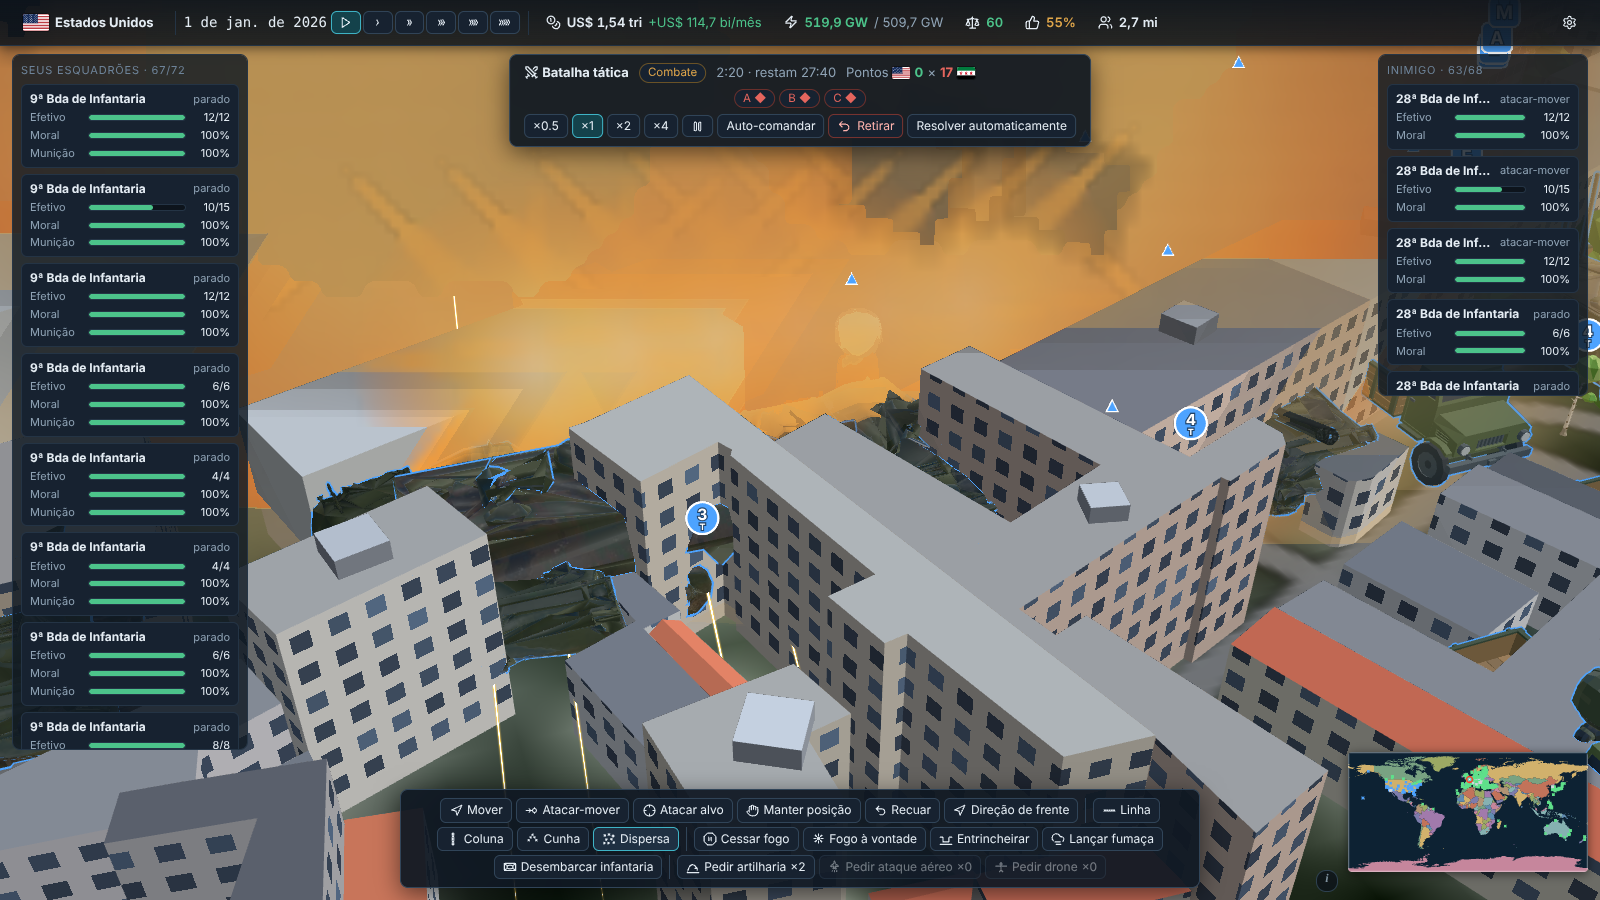 Estados Unidos
1 de jan. de 2026
US$ 1,54 tri +US$ 114,7 bi/mês
519,9 GW / 509,7 GW
60
55%
2,7 mi
SEUS ESQUADRÕES · 67/72
9ª Bda de Infantaria parado
Efetivo 12/12
Moral 100%
Munição 100%
9ª Bda de Infantaria parado
Efetivo 10/15
Moral 100%
Munição 100%
9ª Bda de Infantaria parado
Efetivo 12/12
Moral 100%
Munição 100%
9ª Bda de Infantaria parado
Efetivo 6/6
Moral 100%
Munição 100%
9ª Bda de Infantaria parado
Efetivo 4/4
Moral 100%
Munição 100%
9ª Bda de Infantaria parado
Efetivo 4/4
Moral 100%
Munição 100%
9ª Bda de Infantaria parado
Efetivo 6/6
Moral 100%
Munição 100%
9ª Bda de Infantaria parado
Efetivo 8/8
Batalha tática Combate 2:20 · restam 27:40 Pontos 0 × 17
A B C
×0.5 ×1 ×2 ×4 Auto-comandar Retirar Resolver automaticamente
INIMIGO · 63/68
28ª Bda de Inf... atacar-mover
Efetivo 12/12
Moral 100%
28ª Bda de Inf... atacar-mover
Efetivo 10/15
Moral 100%
28ª Bda de Inf... atacar-mover
Efetivo 12/12
Moral 100%
28ª Bda de Infantaria parado
Efetivo 6/6
Moral 100%
28ª Bda de Infantaria parado
M
A
4
4
T
3
T
Mover Atacar-mover Atacar alvo Manter posição Recuar Direção de frente Linha
Coluna Cunha Dispersa Cessar fogo Fogo à vontade Entrincheirar Lançar fumaça
Desembarcar infantaria Pedir artilharia ×2 Pedir ataque aéreo ×0 Pedir drone ×0
i